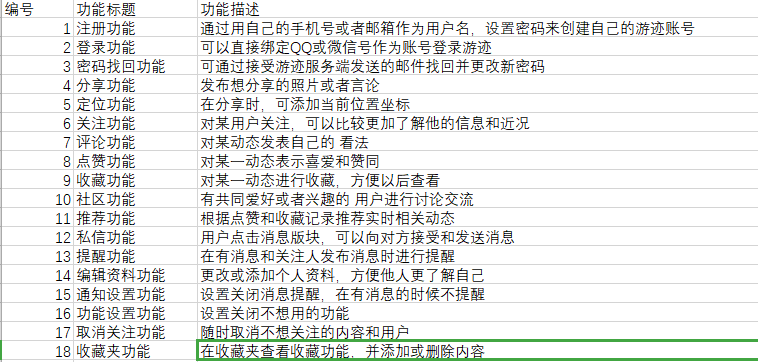 编号 功能标题 功能描述
1 注册功能 通过用自己的手机号或者邮箱作为用户名，设置密码来创建自己的游迹账号
2 登录功能 可以直接绑定QQ或微信号作为账号登录游迹
3 密码找回功能 可通过接受游迹服务端发送的邮件找回并更改新密码
4 分享功能 发布想分享的照片或者言论
5 定位功能 在分享时，可添加当前位置坐标
6 关注功能 对某用户关注，可以比较更加了解他的信息和近况
7 评论功能 对某动态发表自己的 看法
8 点赞功能 对某一动态表示喜爱和赞同
9 收藏功能 对某一动态进行收藏，方便以后查看
10 社区功能 有共同爱好或者兴趣的 用户进行讨论交流
11 推荐功能 根据点赞和收藏记录推荐实时相关动态
12 私信功能 用户点击消息版块，可以向对方接受和发送消息
13 提醒功能 在有消息和关注人发布消息时进行提醒
14 编辑资料功能 更改或添加个人资料，方便他人更了解自己
15 通知设置功能 设置关闭消息提醒，在有消息的时候不提醒
16 功能设置功能 设置关闭不想用的功能
17 取消关注功能 随时取消不想关注的内容和用户
18 收藏夹功能 在收藏夹查看收藏功能，并添加或删除内容